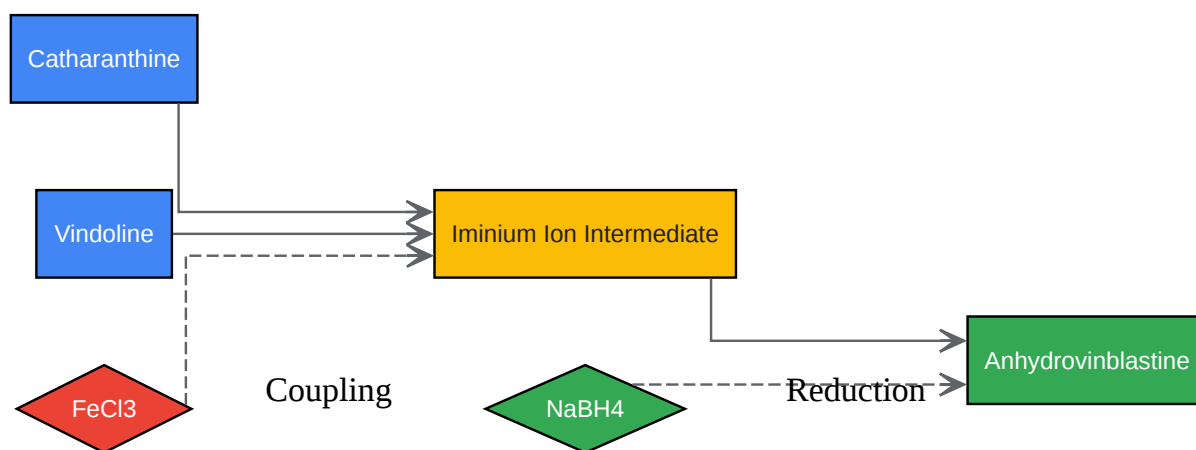 Catharanthine
Vindoline
Iminium Ion Intermediate
Anhydrovinblastine
FeCl3
Coupling
NaBH4
Reduction